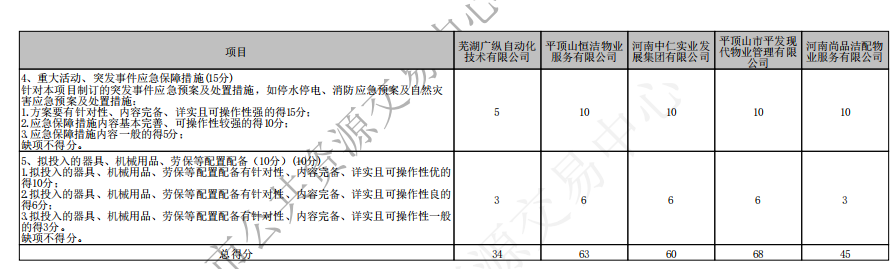 项目
芜湖广纵自动化
技术有限公司
平顶山恒洁物业
服务有限公司
河南中仁实业发
展集团有限公司
平顶山市平发现
代物业管理有限
公司
河南尚品洁配物
业服务有限公司
4、重大活动、突发事件应急保障措施(15分)
针对本项目制订的突发事件应急预案及处置措施，如停水停电、消防应急预案及自然灾
害应急预案及处置措施:
1.方案要有针对性、内容完备、详实且可操作性强的得15分;
2.应急保障措施内容基本完善、可操作性较强的得10分;
3.应急保障措施内容一般的得5分;
缺项不得分。
5
10
10
10
10
5、拟投入的器具、机械用品、劳保等配置配备（10分）(10分)
1.拟投入的器具、机械用品、劳保等配置配备有针对性、内容完备、详实且可操作性优的
得10分;
2.拟投入的器具、机械用品、劳保等配置配备有针对性、内容完备、详实且可操作性良的
得6分;
3.拟投入的器具、机械用品、劳保等配置配备有针对性、内容完备、详实且可操作性一般
的得3分。
缺项不得分。
3
6
6
6
3
总得分
34
63
60
68
45
市公共资源交易中心
资源交易中心